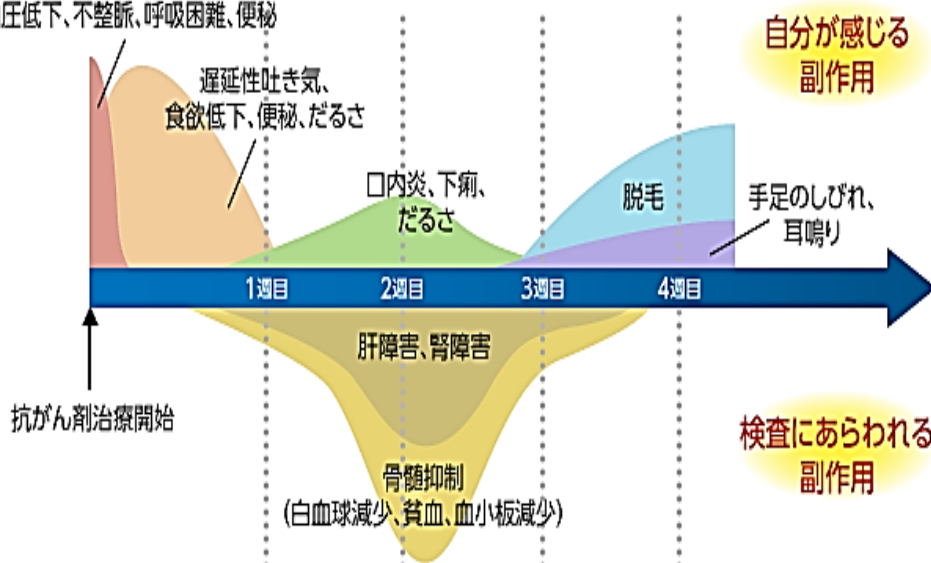 圧低下、不整脈、呼吸困難、便秘
自分が感じる
副作用
遅延性吐き気、
食欲低下、便秘、だるさ
口内炎、下痢、
だるさ
脱毛
手足のしびれ、
耳鳴り
1週目
2週目
3週目
4週目
肝障害、腎障害
抗がん剤治療開始
検査にあらわれる
副作用
骨髄抑制
(白血球減少、貧血、血小板減少)